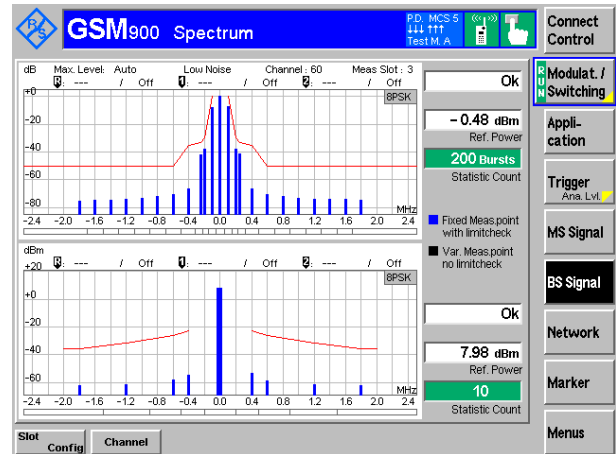 R&S
GSM900 Spectrum
P.D. MCS 5
↓↓↓ ↑↑↑
Test M. A
Connect
Control
dB Max. Level: Auto Low Noise Channel : 60 Meas Slot : 3
R: --- / Off 1: --- / Off 2: --- / Off
8PSK
+0
-20
-40
-60
-80
MHz
-2.4 -2.0 -1.6 -1.2 -0.8 -0.4 0.0 0.4 0.8 1.2 1.6 2.0 2.4
Ok
- 0.48 dBm
Ref. Power
200 Bursts
Statistic Count
Fixed Meas.point
with limitcheck
Var. Meas.point
no limitcheck
dBm
+20
R: --- / Off 1: --- / Off 2: --- / Off
8PSK
+0
-20
-40
-60
MHz
-2.4 -2.0 -1.6 -1.2 -0.8 -0.4 0.0 0.4 0.8 1.2 1.6 2.0 2.4
Ok
7.98 dBm
Ref. Power
10
Statistic Count
RUN
Modulat. /
Switching
Appli-
cation
Trigger
Ana. Lvl.
MS Signal
BS Signal
Network
Marker
Menus
Slot
Config
Channel